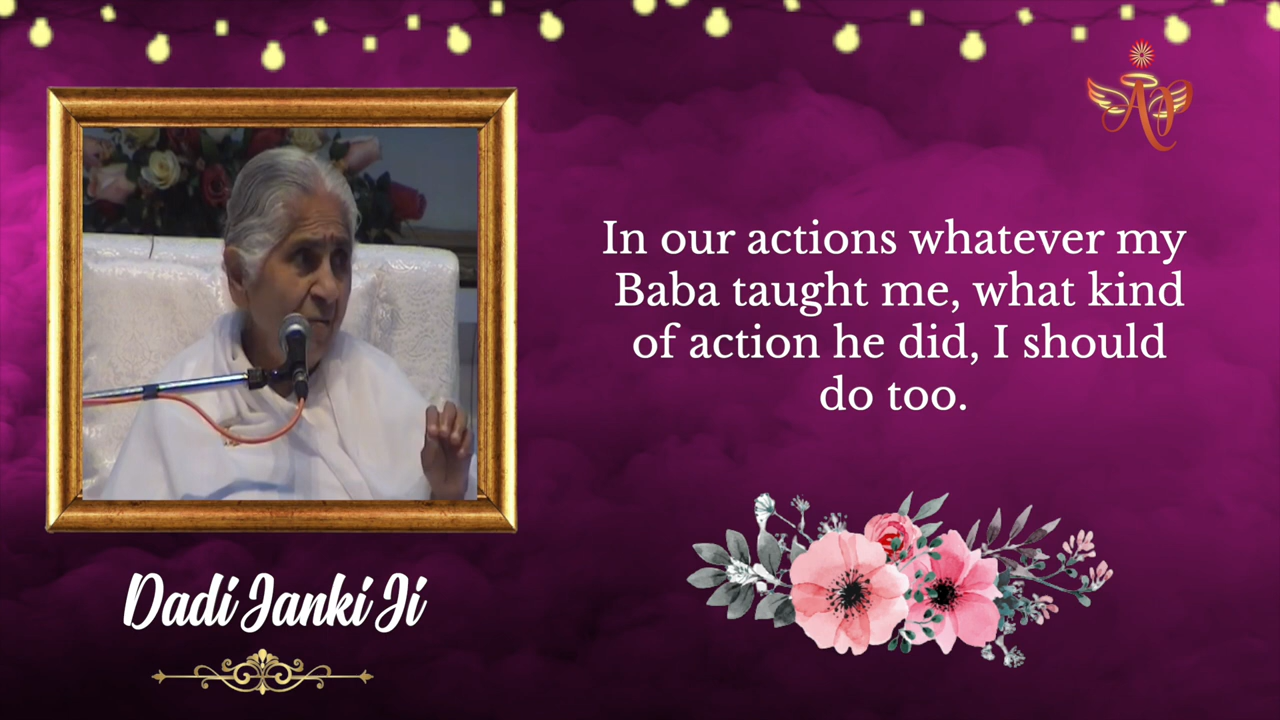 In our actions whatever my
Baba taught me, what kind
of action he did, I should
do too.
Dadi Janki Ji